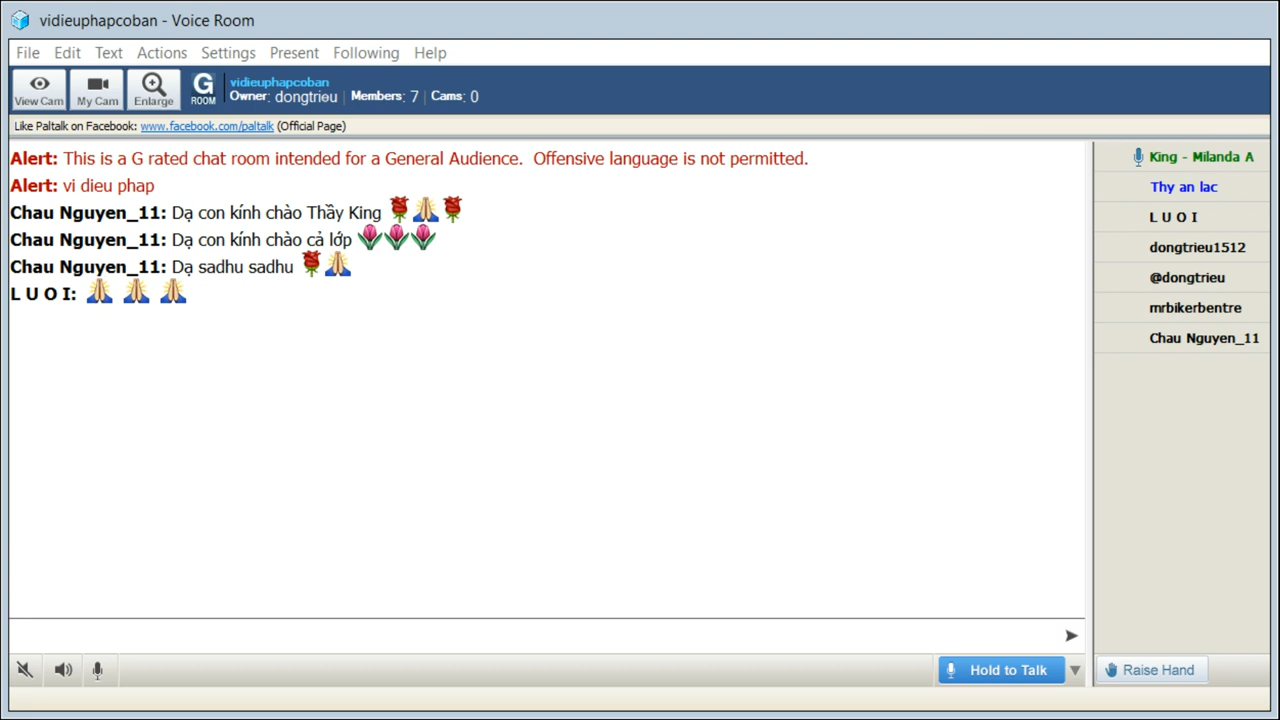 vidieuphapcoban - Voice Room
File Edit Text Actions Settings Present Following Help
View Cam My Cam Enlarge G ROOM
vidieuphapcoban
Owner: dongtrieu | Members: 7 | Cams: 0
Like Paltalk on Facebook: www.facebook.com/paltalk (Official Page)
Alert: This is a G rated chat room intended for a General Audience. Offensive language is not permitted.
Alert: vi dieu phap
Chau Nguyen_11: Dạ con kính chào Thầy King
Chau Nguyen_11: Dạ con kính chào cả lớp
Chau Nguyen_11: Dạ sadhu sadhu
L U O I:
King - Milanda A
Thy an lac
L U O I
dongtrieu1512
@dongtrieu
mrbikerbentre
Chau Nguyen_11
Hold to Talk
Raise Hand